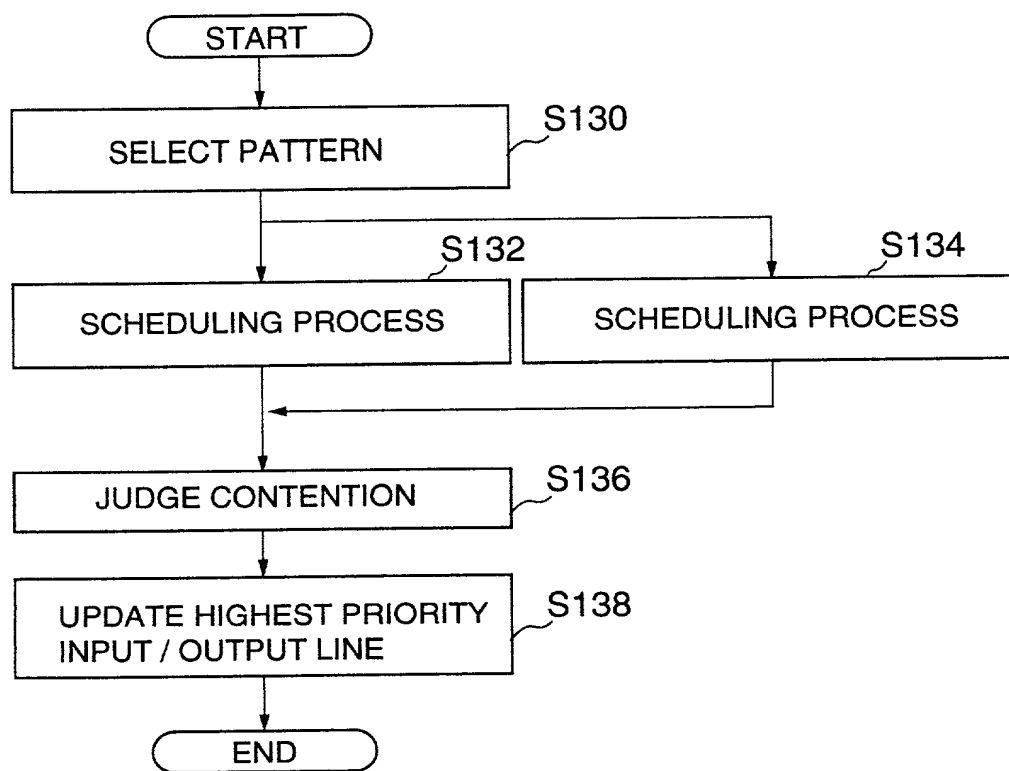 START
S130
SELECT PATTERN
S132
S134
SCHEDULING PROCESS
SCHEDULING PROCESS
S136
JUDGE CONTENTION
S138
UPDATE HIGHEST PRIORITY
INPUT / OUTPUT LINE
END